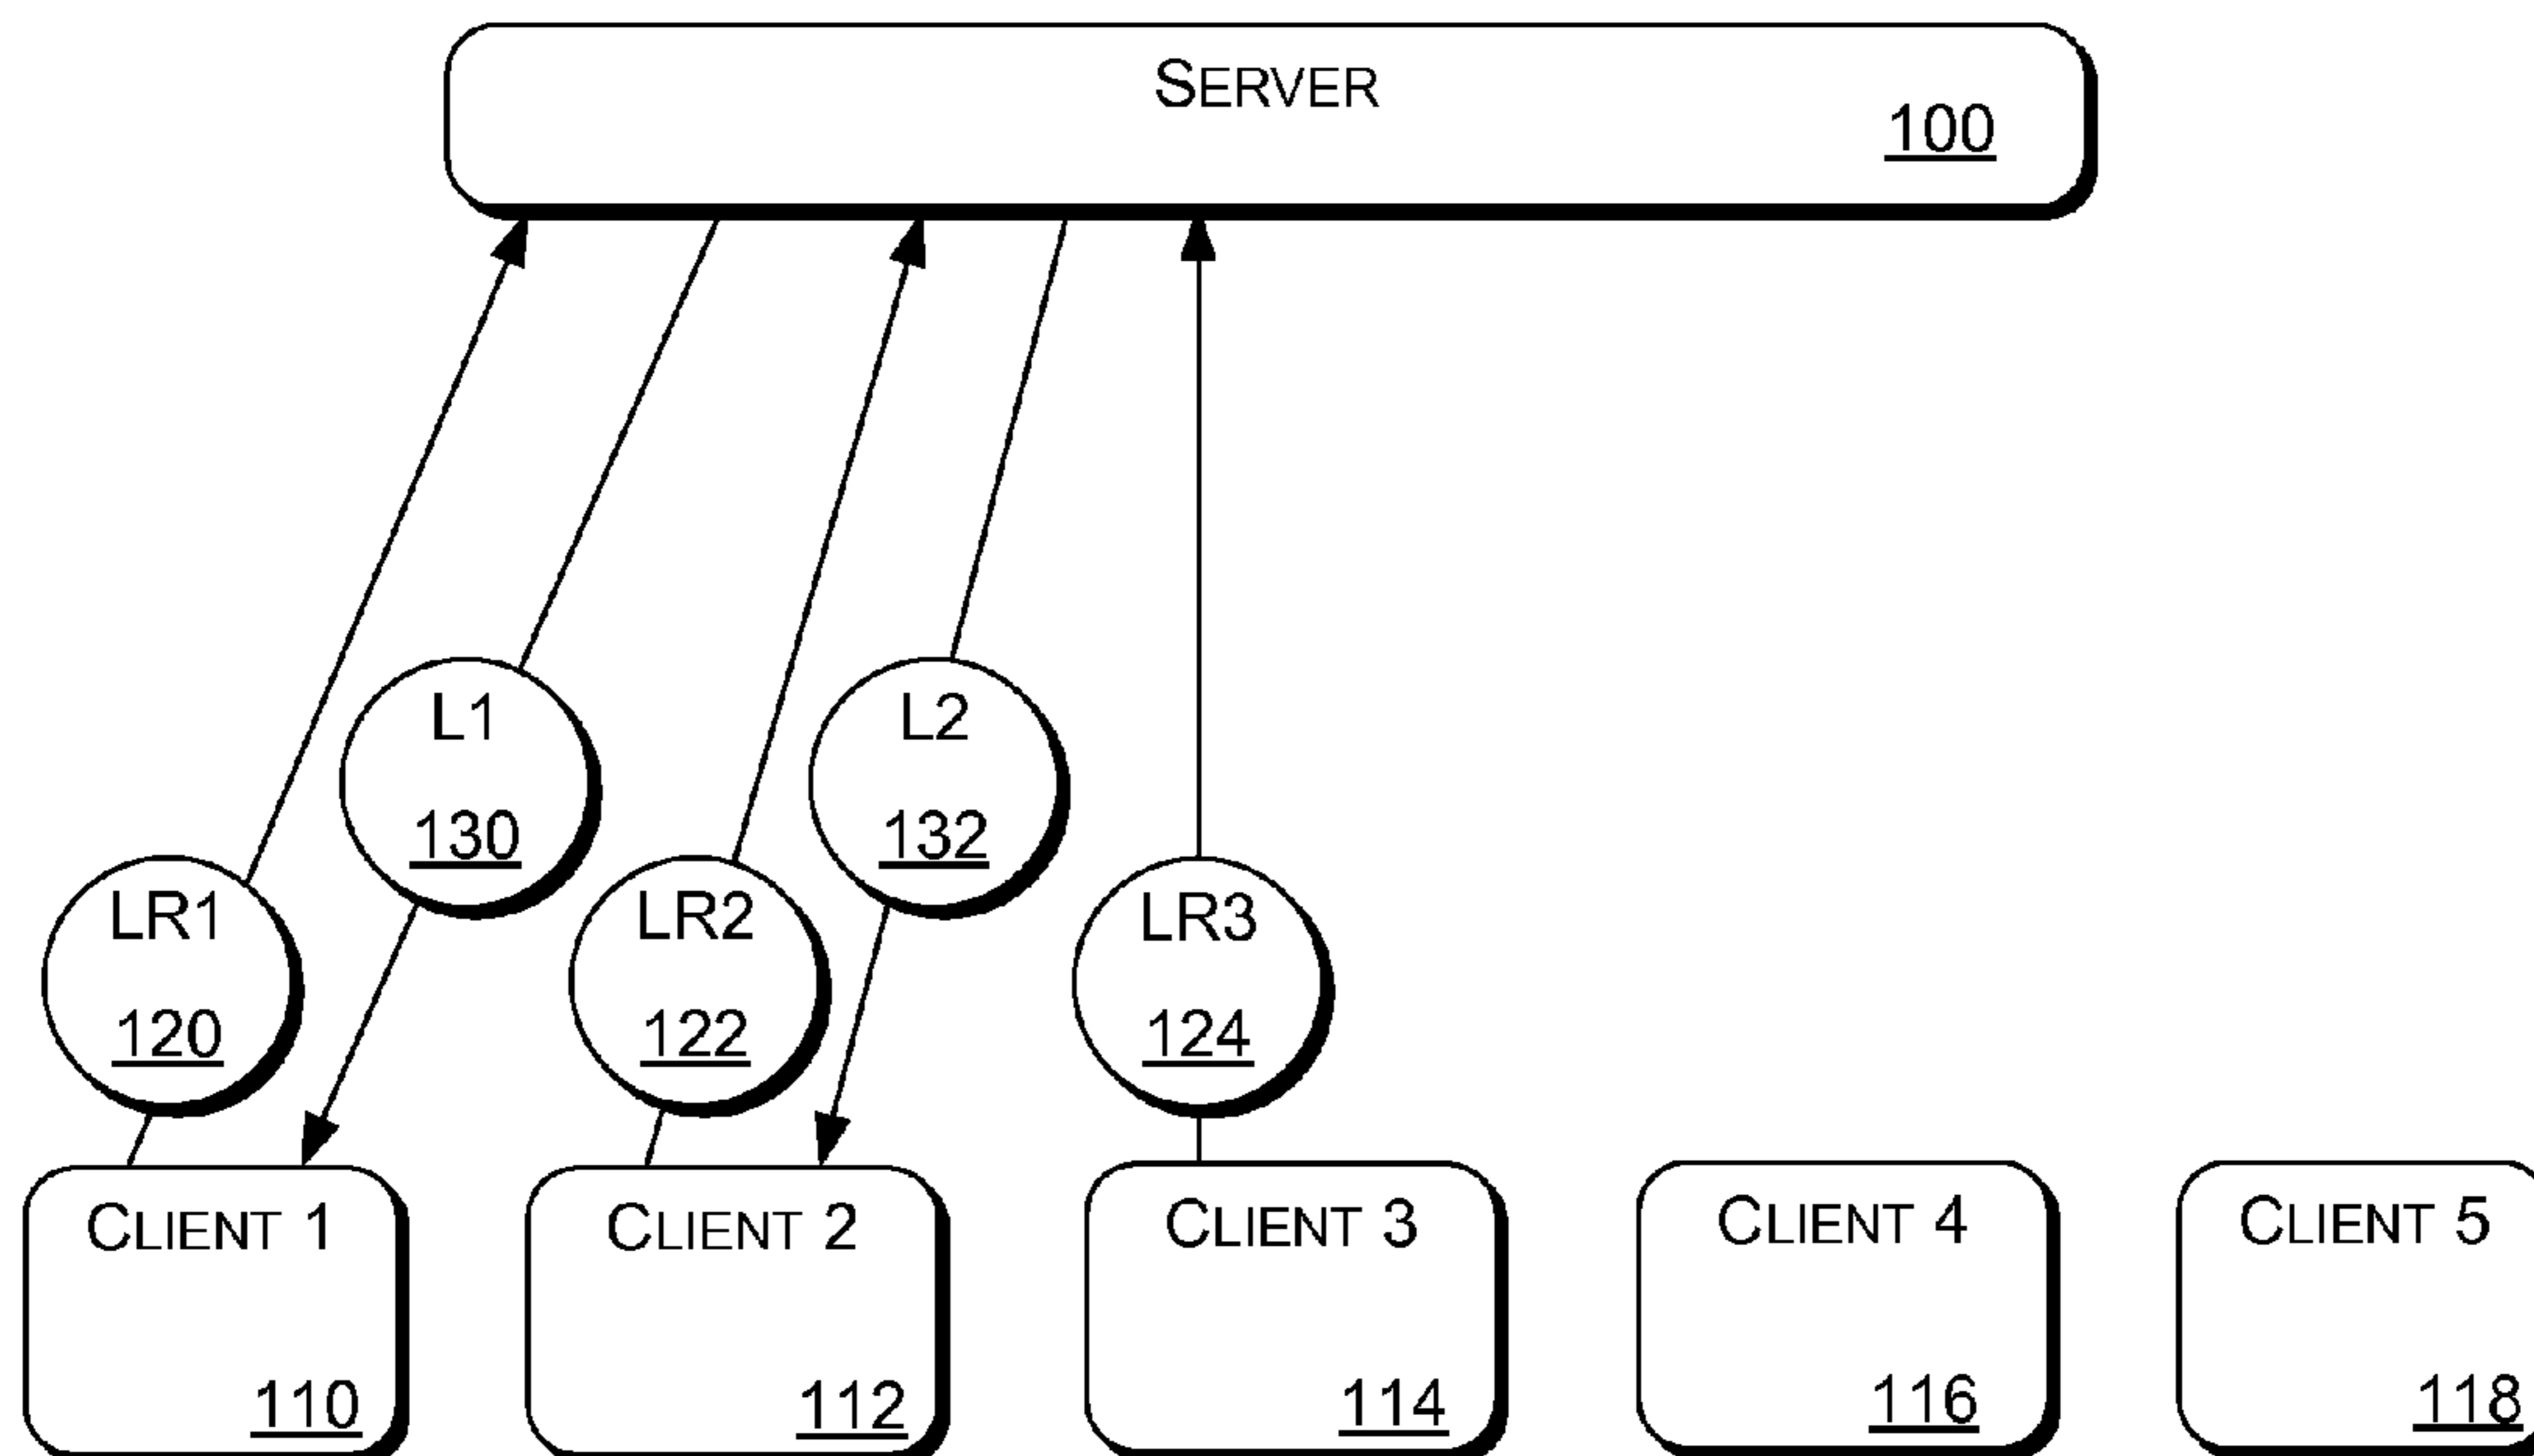 SERVER
100
L1
130
L2
132
LR1
120
LR2
122
LR3
124
CLIENT 1
110
CLIENT 2
112
CLIENT 3
114
CLIENT 4
116
CLIENT 5
118